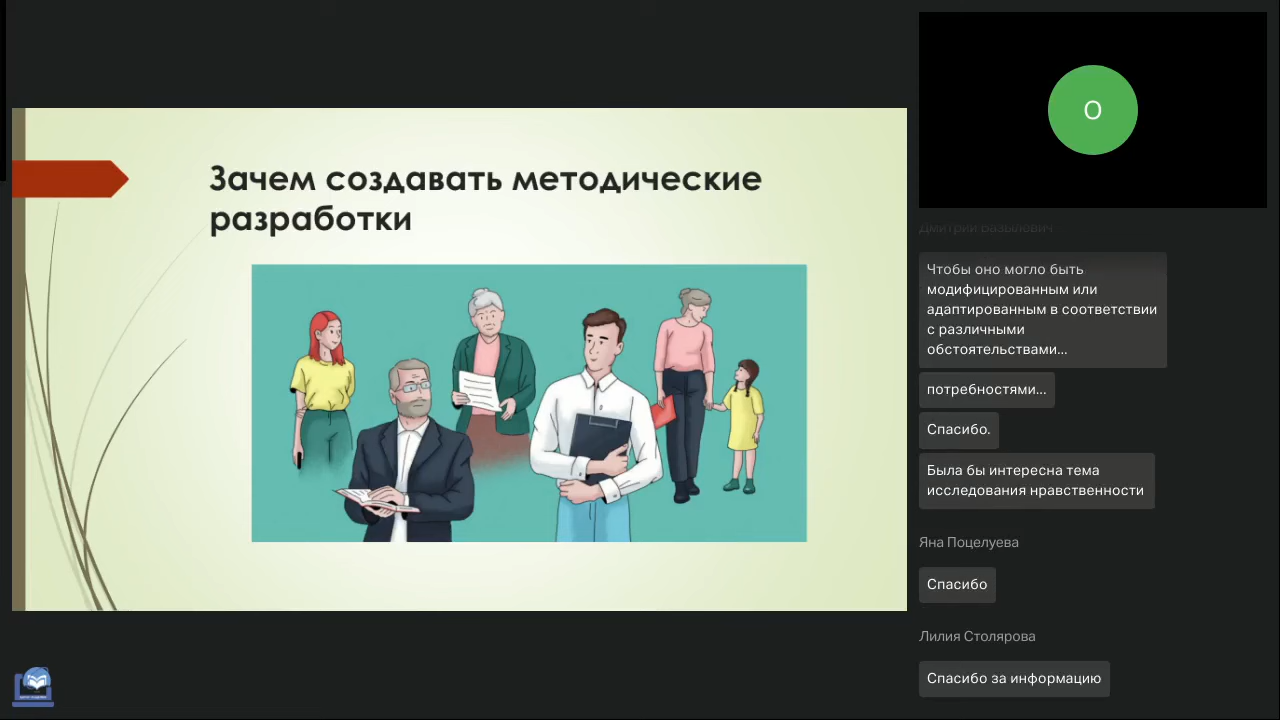 Зачем создавать методические
разработки
О
Чтобы оно могло быть
модифицированным или
адаптированным в соответствии
с различными
обстоятельствами...
потребностями...
Спасибо.
Была бы интересна тема
исследования нравственности
Яна Поцелуева
Спасибо
Лилия Столярова
Спасибо за информацию